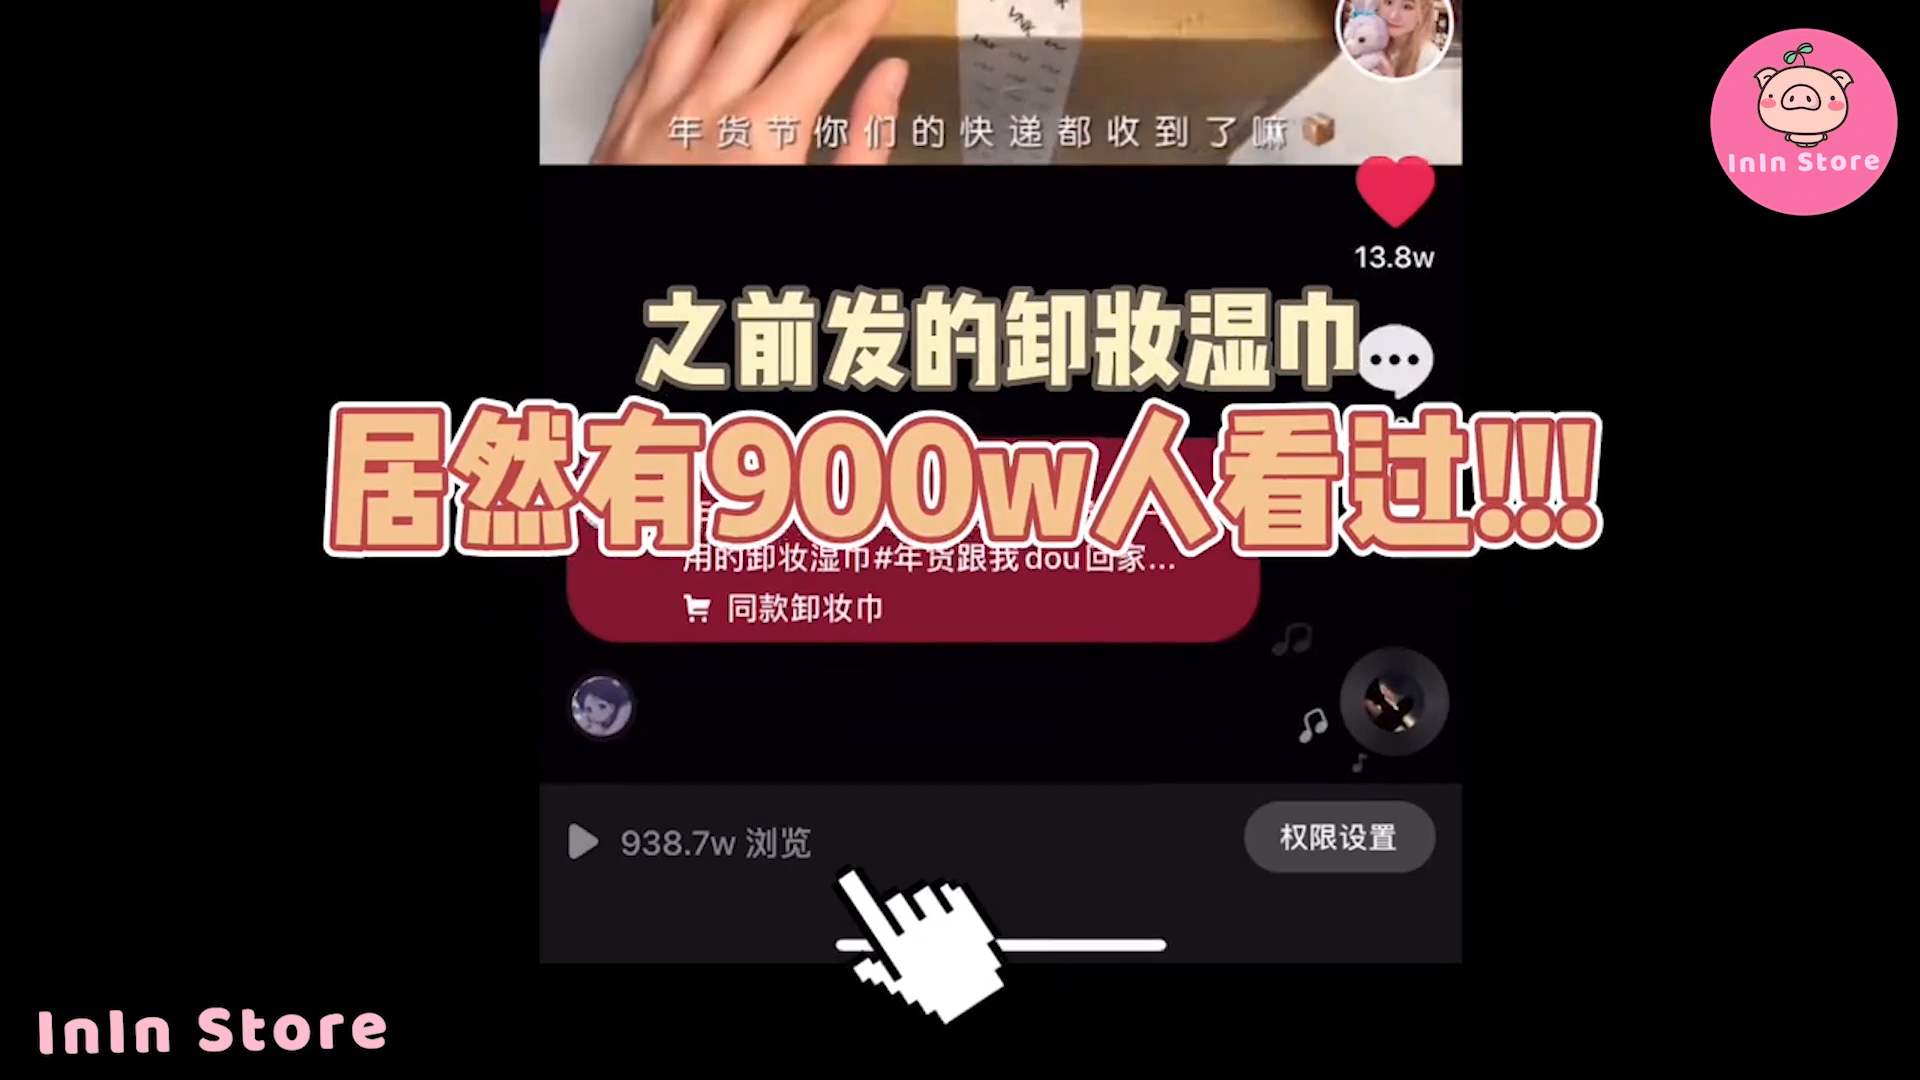 VNK
年货节你们的快递都收到了嘛
InIn Store
13.8w
之前发的卸妆湿巾
居然有900w人看过!!!
用的卸妆湿巾#年货跟我dou回家...
同款卸妆巾
938.7w 浏览
权限设置
InIn Store